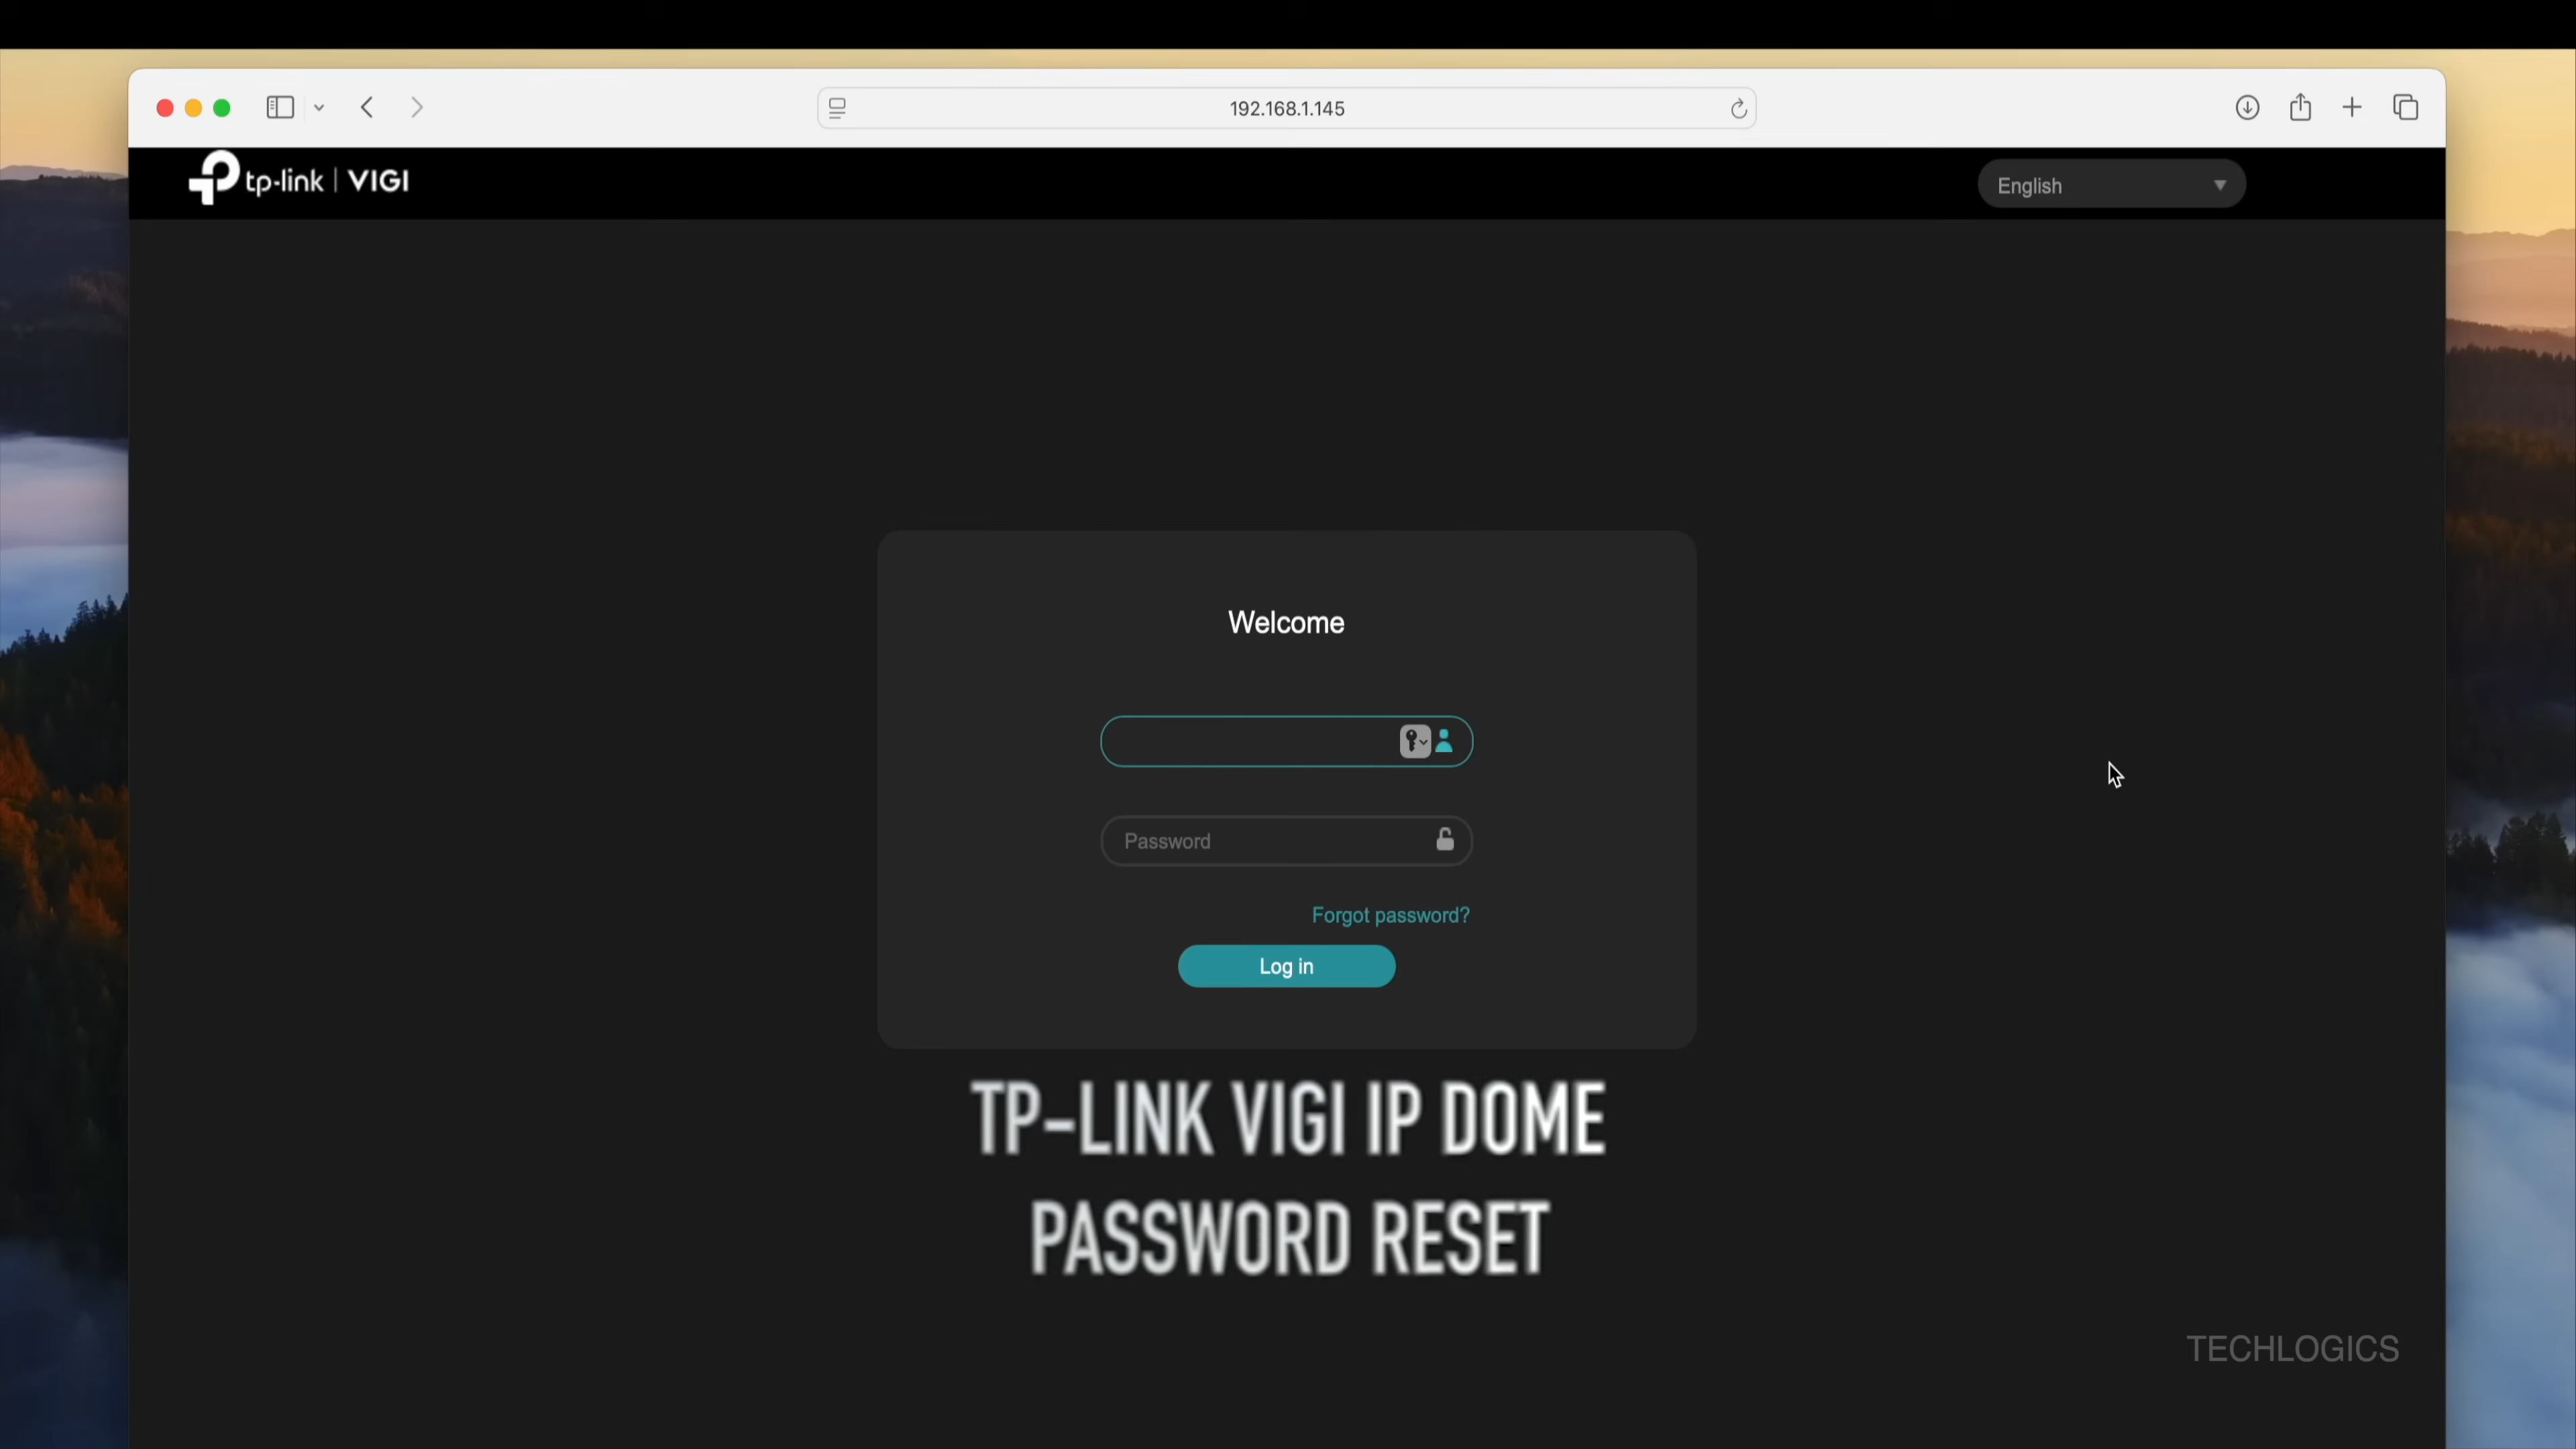 192.168.1.145
tp-link | VIGI
English
Welcome
Password
Forgot password?
Log in
TP-LINK VIGI IP DOME
PASSWORD RESET
TECHLOGICS